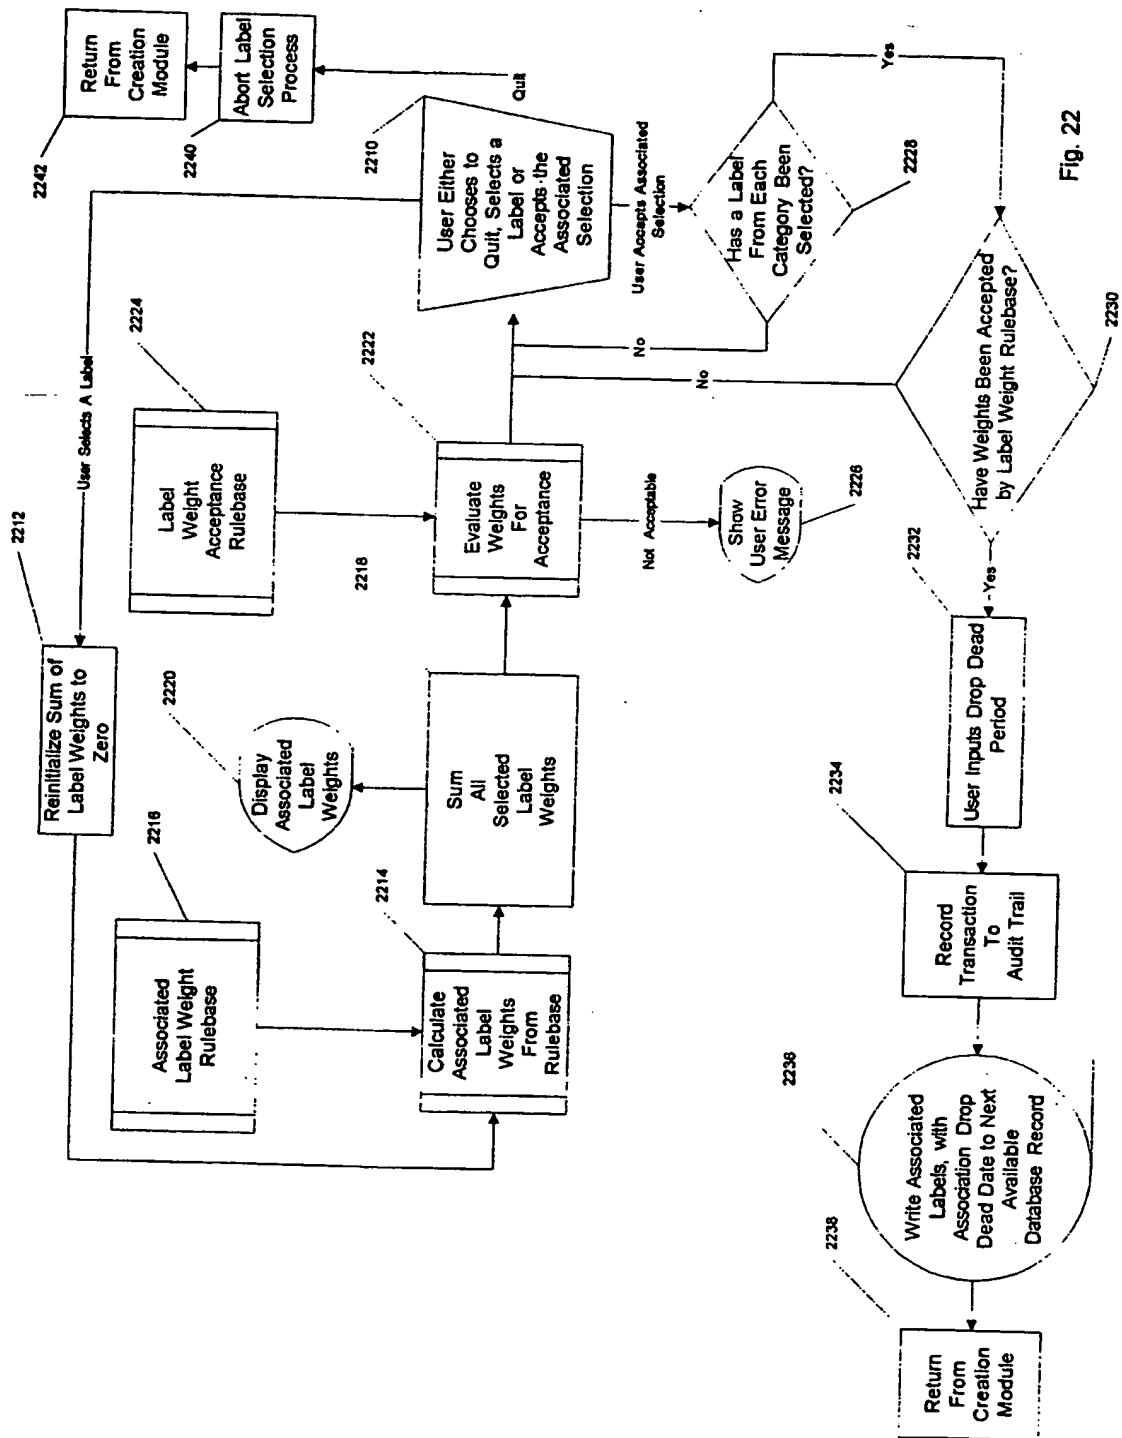 2242
Return
From
Creation
Module
2240
Abort Label
Selection
Process
Quit
2210
User Either
Chooses to
Quit, Selects a
Label or
Accepts the
Associated
Selection
User Accepts Associated
Selection
Has a Label
From Each
Category Been
Selected?
2228
Yes
No
No
Have Weights Been Accepted
by Label Weight Rulebase?
2230
Fig. 22
User Selects A Label
2212
Reinitialize Sum of
Label Weights to
Zero
2224
Label
Weight
Acceptance
Rulebase
2222
Evaluate
Weights
For
Acceptance
Not Acceptable
Show
User Error
Message
2226
2218
Sum
All
Selected
Label
Weights
2220
Display
Associated
Label
Weights
2216
Associated
Label Weight
Rulebase
2214
Calculate
Associated
Label
Weights
From
Rulebase
Yes
2232
User Inputs Drop Dead
Period
2234
Record
Transaction
To
Audit Trail
2236
Write Associated
Labels, with
Association Drop
Dead Date to Next
Available
Database Record
2238
Return
From
Creation
Module